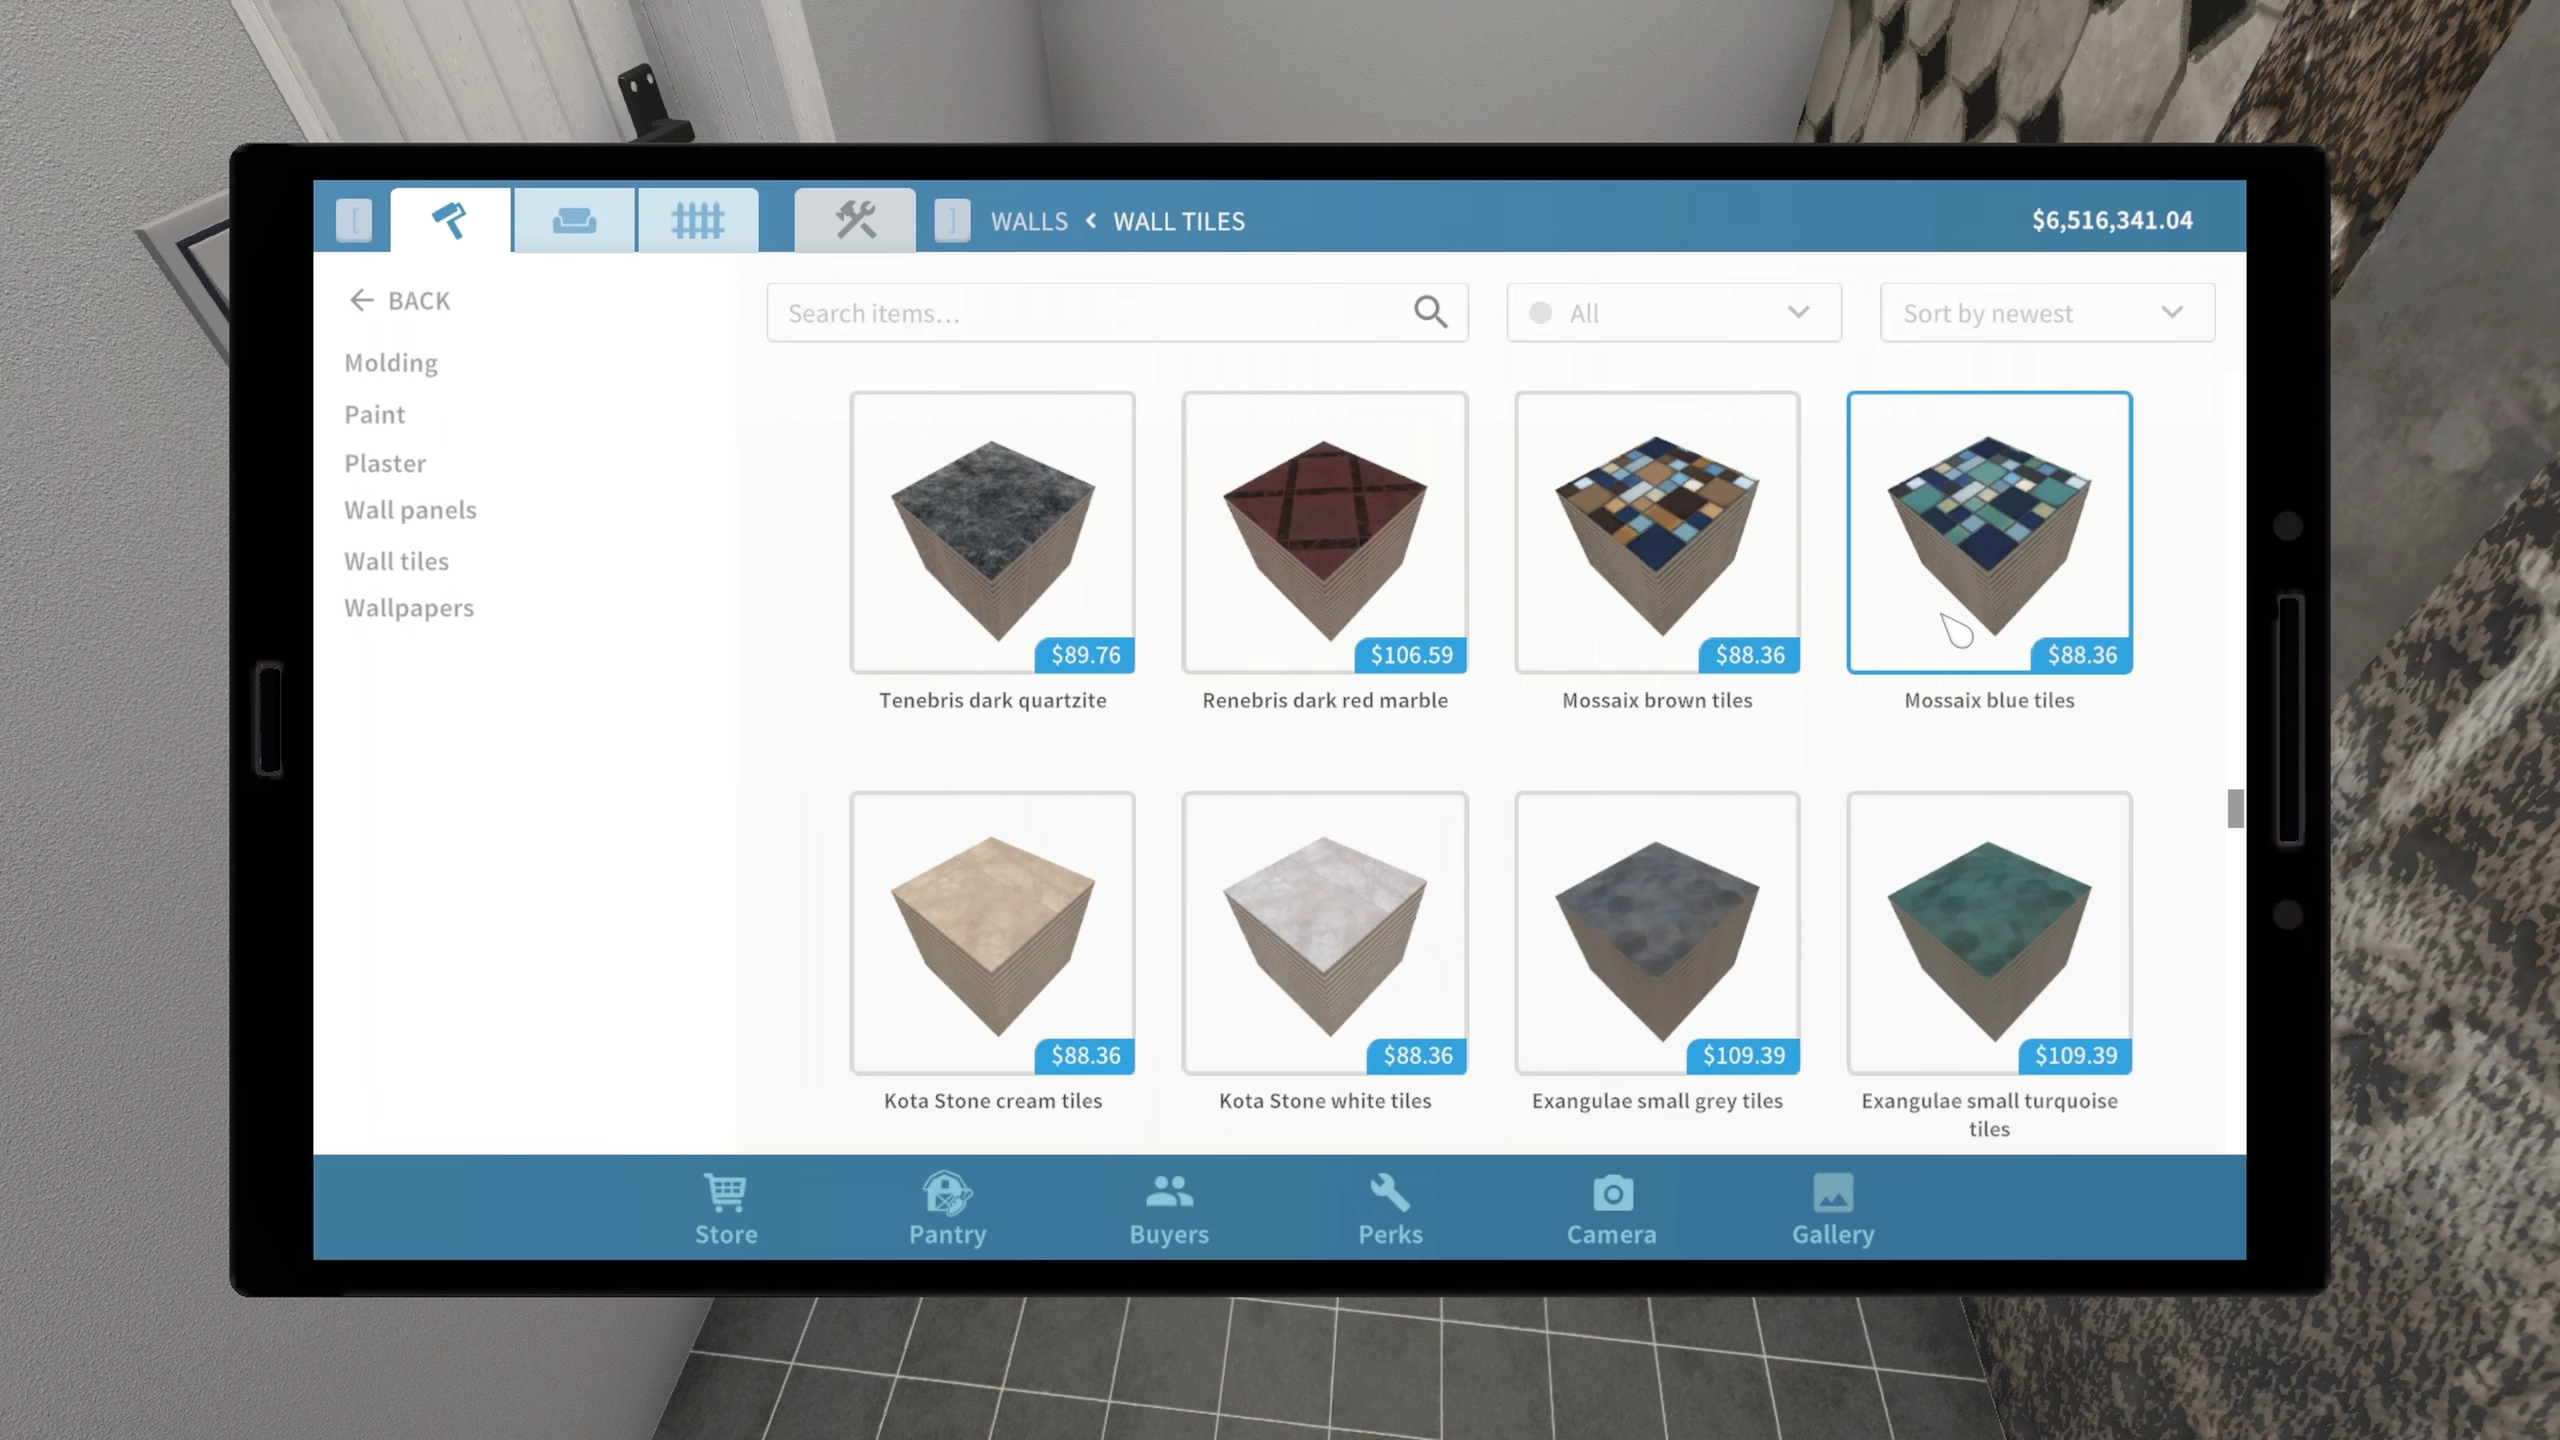 [
]
WALLS < WALL TILES
$6,516,341.04
BACK
Molding
Paint
Plaster
Wall panels
Wall tiles
Wallpapers
Search items...
All
Sort by newest
$89.76
$106.59
$88.36
$88.36
Tenebris dark quartzite
Renebris dark red marble
Mossaix brown tiles
Mossaix blue tiles
$88.36
$88.36
$109.39
$109.39
Kota Stone cream tiles
Kota Stone white tiles
Exangulae small grey tiles
Exangulae small turquoise
tiles
Store
Pantry
Buyers
Perks
Camera
Gallery